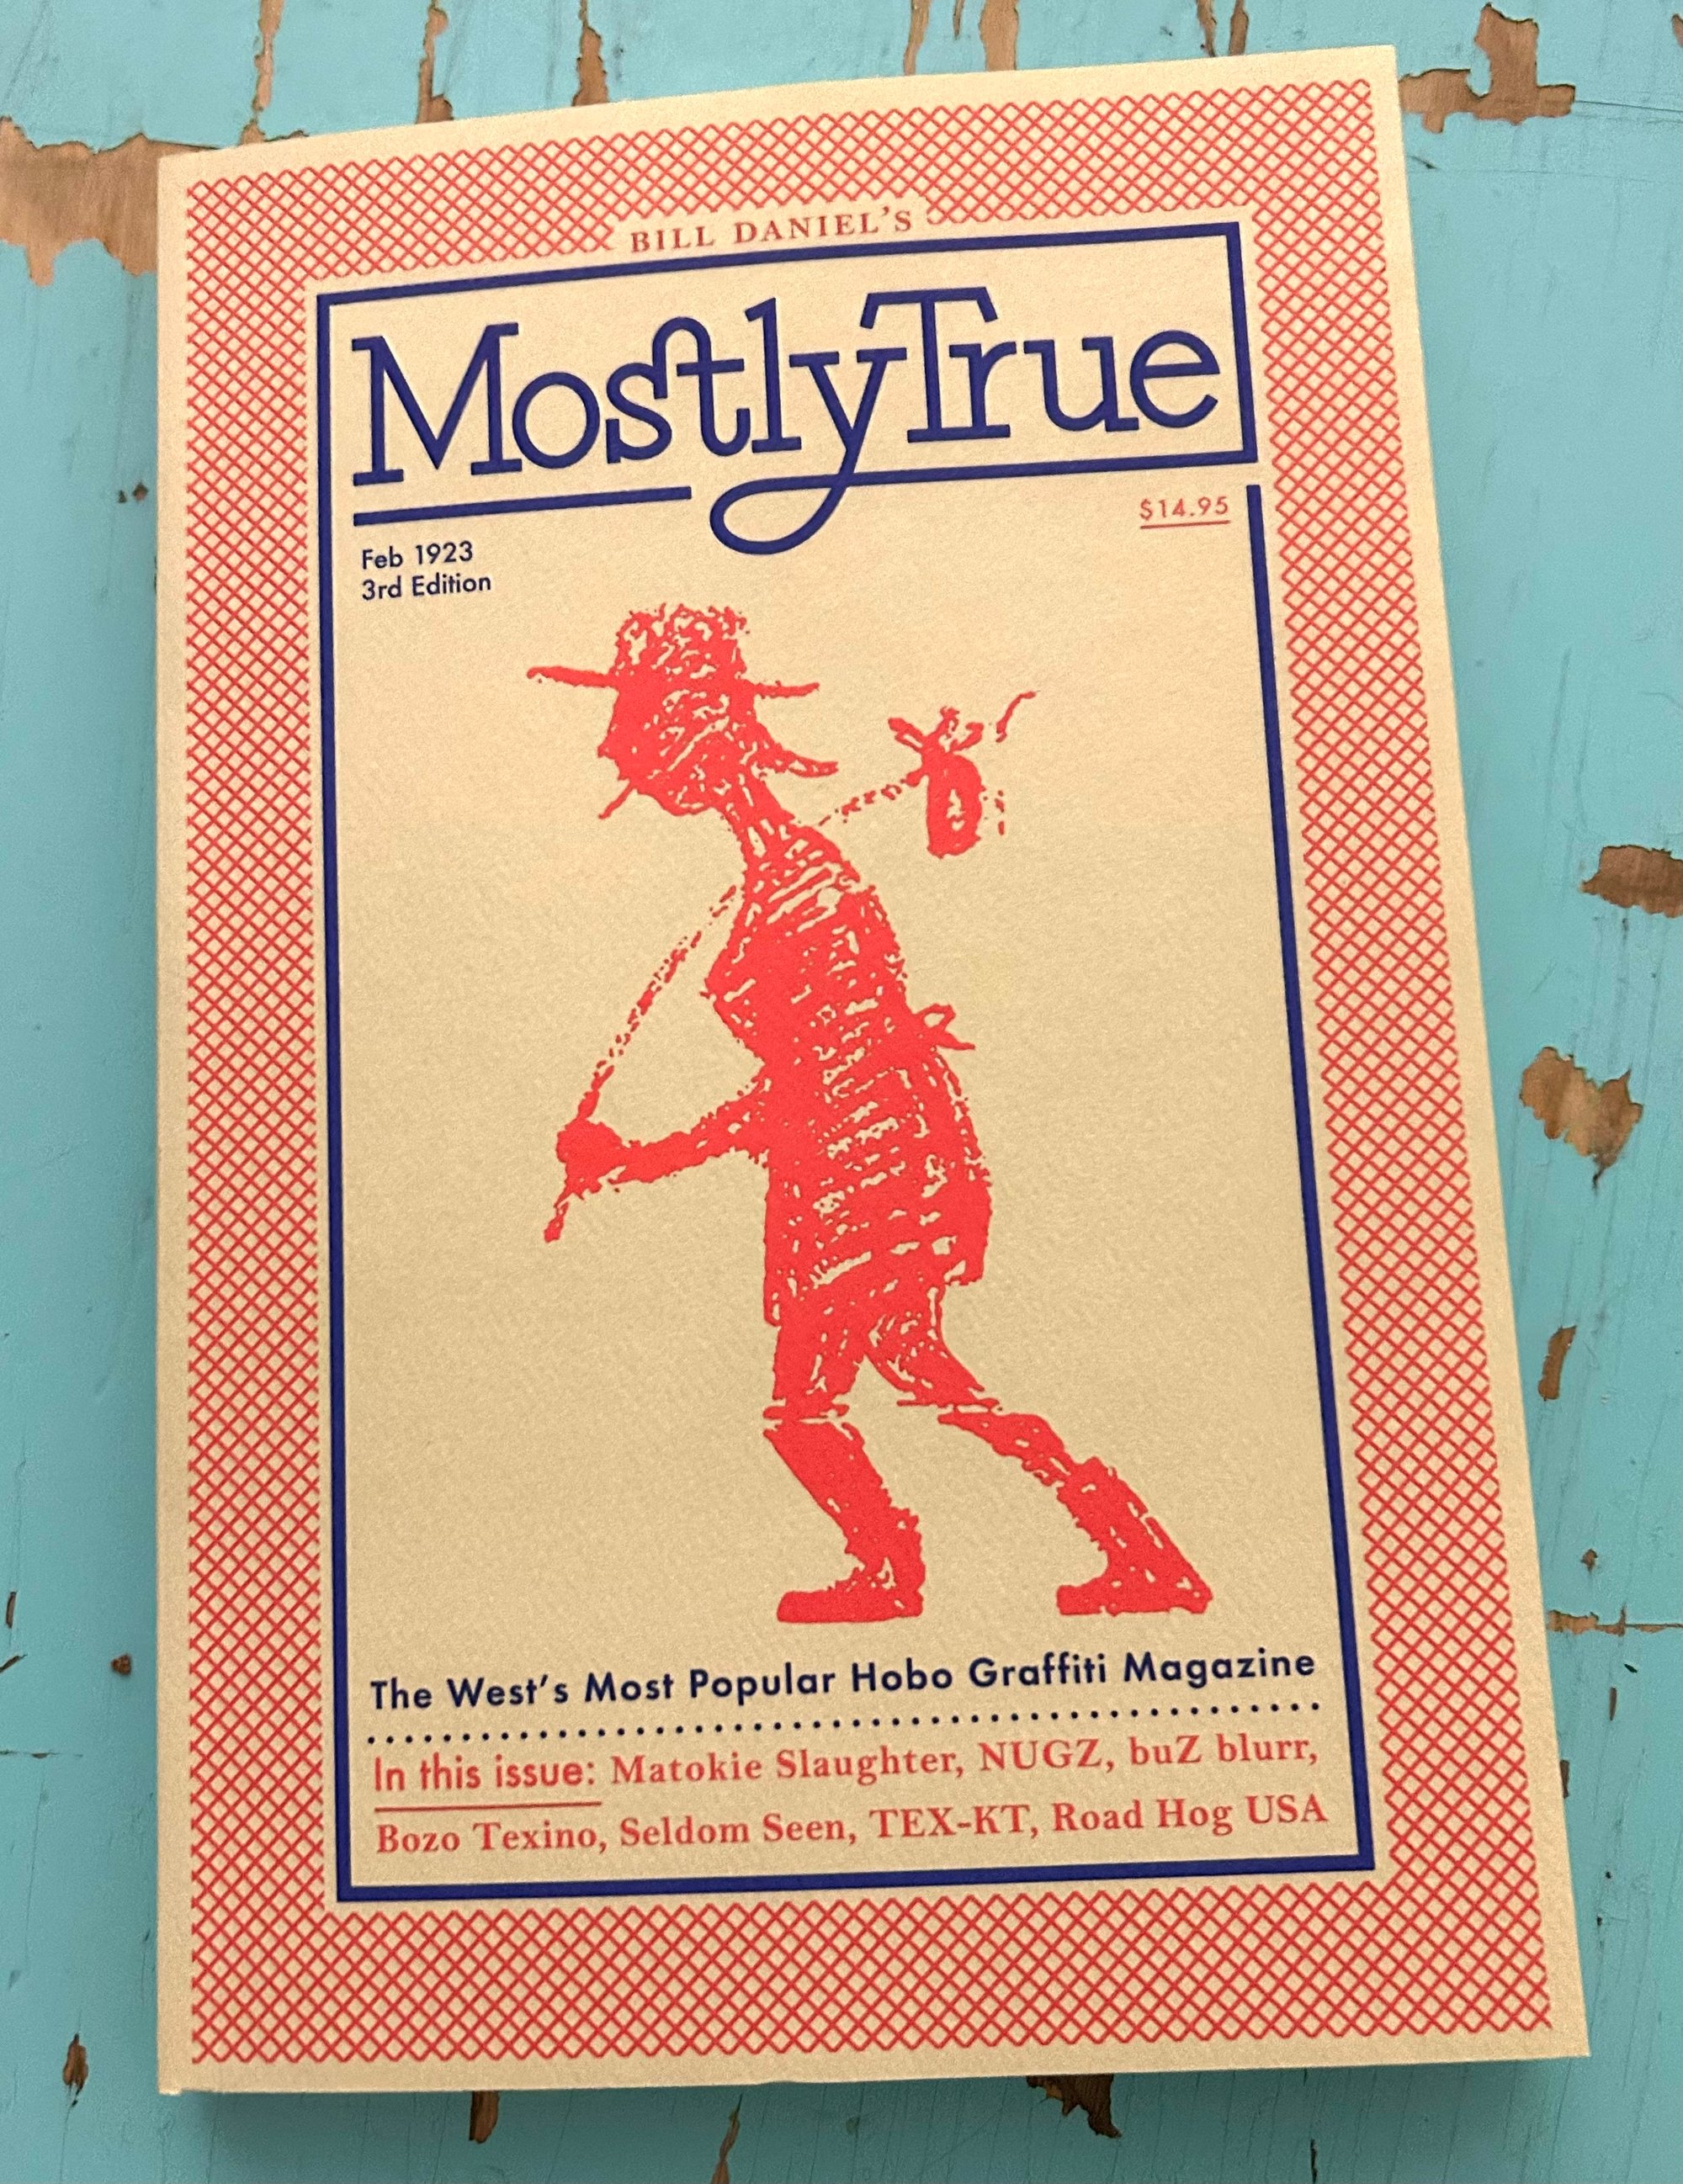 BILL DANIEL'S
MostlyTrue
$14.95
Feb 1923
3rd Edition
The West's Most Popular Hobo Graffiti Magazine
In this issue: Matokie Slaughter, NUGZ, buZ blurr,
Bozo Texino, Seldom Seen, TEX-KT, Road Hog USA